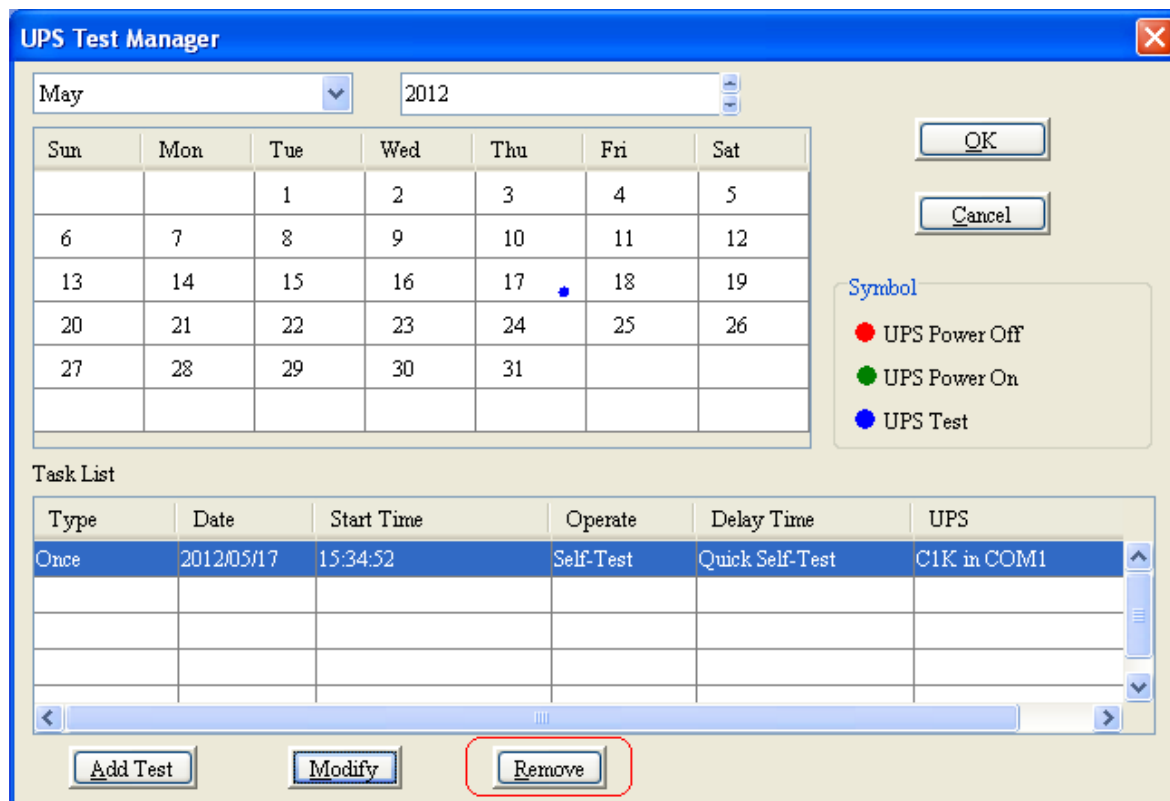 UPS Test Manager
May 2012
Sun Mon Tue Wed Thu Fri Sat
1 2 3 4 5
6 7 8 9 10 11 12
13 14 15 16 17 18 19
20 21 22 23 24 25 26
27 28 29 30 31
OK
Cancel
Symbol
UPS Power Off
UPS Power On
UPS Test
Task List
Type Date Start Time Operate Delay Time UPS
Once 2012/05/17 15:34:52 Self-Test Quick Self-Test C1K in COM1
Add Test Modify Remove